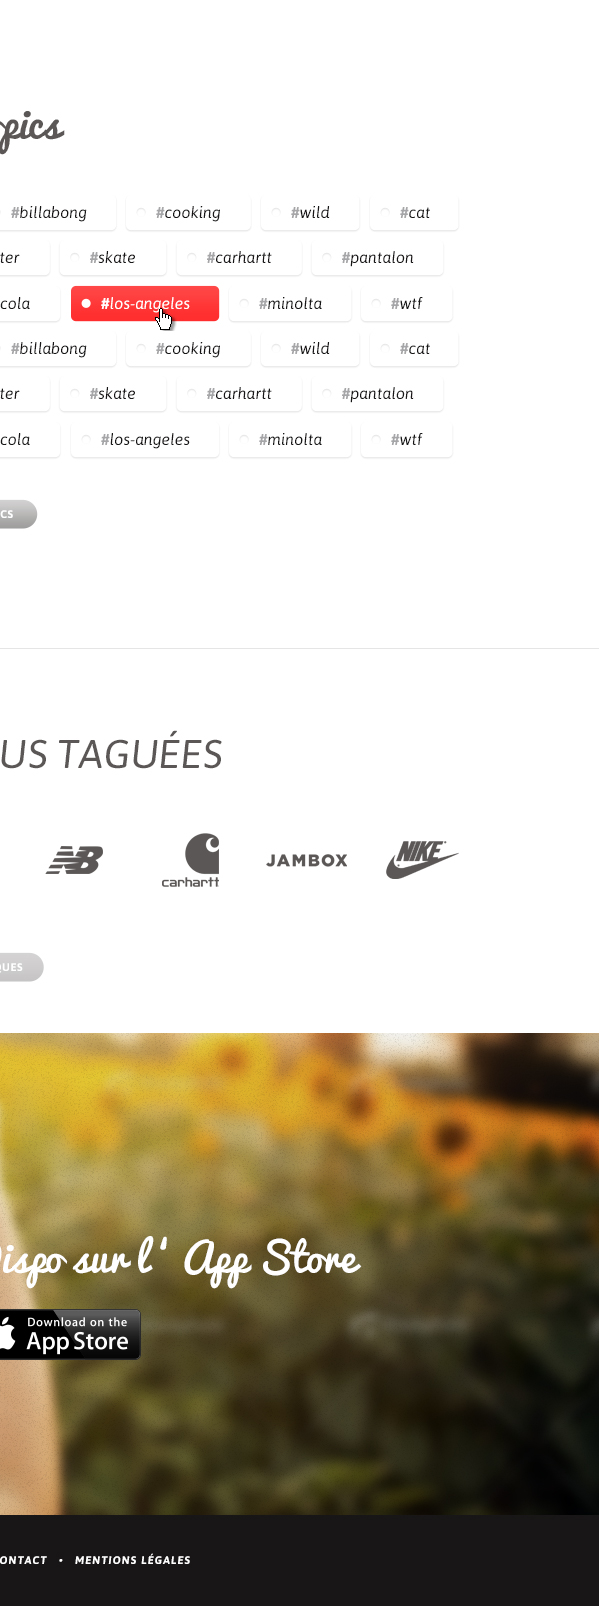 pics
#billabong #cooking #wild #cat
ter #skate #carhartt #pantalon
cola #los-angeles #minolta #wtf
#billabong #cooking #wild #cat
ter #skate #carhartt #pantalon
cola #los-angeles #minolta #wtf
CS
US TAGUÉES
NB carhartt JAMBOX NIKE
QUES
Dispo sur l' App Store
Download on the
App Store
ONTACT • MENTIONS LÉGALES